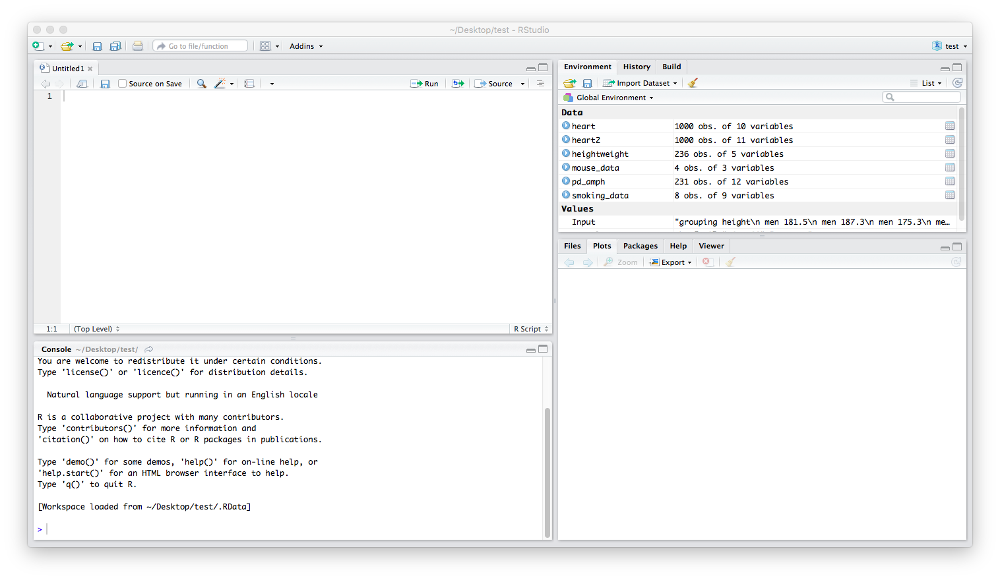 ~/Desktop/test - RStudio
Go to file/function
Addins
test
Untitled1
Source on Save
Run
Source
1
1:1 (Top Level)
R Script
Console ~/Desktop/test/
You are welcome to redistribute it under certain conditions.
Type 'license()' or 'licence()' for distribution details.
Natural language support but running in an English locale
R is a collaborative project with many contributors.
Type 'contributors()' for more information and
'citation()' on how to cite R or R packages in publications.
Type 'demo()' for some demos, 'help()' for on-line help, or
'help.start()' for an HTML browser interface to help.
Type 'q()' to quit R.
[Workspace loaded from ~/Desktop/test/.RData]
>
Environment History Build
Import Dataset
List
Global Environment
Data
heart 1000 obs. of 10 variables
heart2 1000 obs. of 11 variables
heightweight 236 obs. of 5 variables
mouse_data 4 obs. of 3 variables
pd_amph 231 obs. of 12 variables
smoking_data 8 obs. of 9 variables
Values
Input "grouping height\n men 181.5\n men 187.3\n men 175.3\n me…
Files Plots Packages Help Viewer
Zoom
Export